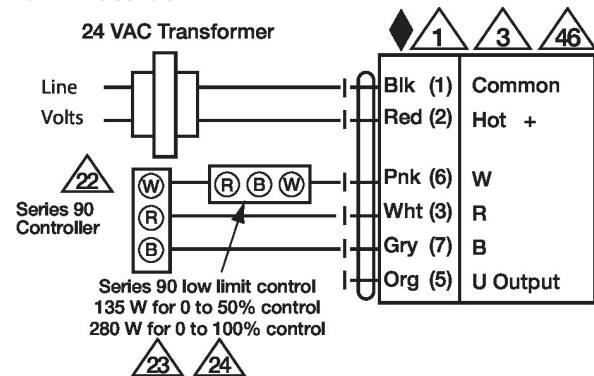 24 VAC Transformer
1 3 46
Line
Volts
Blk (1) Common
Red (2) Hot +
22
Series 90
Controller
W
R
B
R B W
Pnk (6) W
Wht (3) R
Gry (7) B
Org (5) U Output
Series 90 low limit control
135 W for 0 to 50% control
280 W for 0 to 100% control
23 24